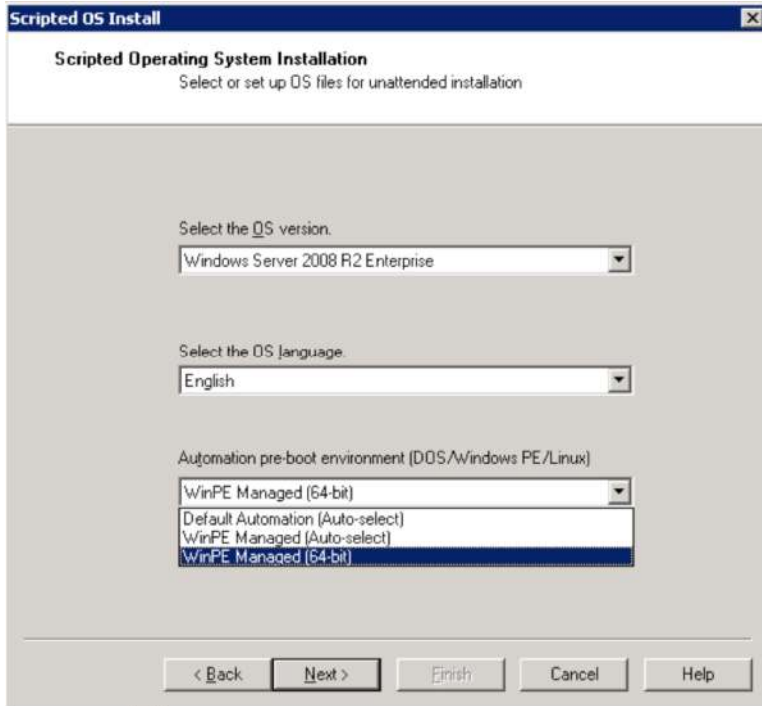 Scripted OS Install
Scripted Operating System Installation
Select or set up OS files for unattended installation
Select the OS version.
Windows Server 2008 R2 Enterprise
Select the OS language.
English
Automation pre-boot environment (DOS/Windows PE/Linux)
WinPE Managed (64-bit)
Default Automation (Auto-select)
WinPE Managed (Auto-select)
WinPE Managed (64-bit)
< Back Next > Finish Cancel Help